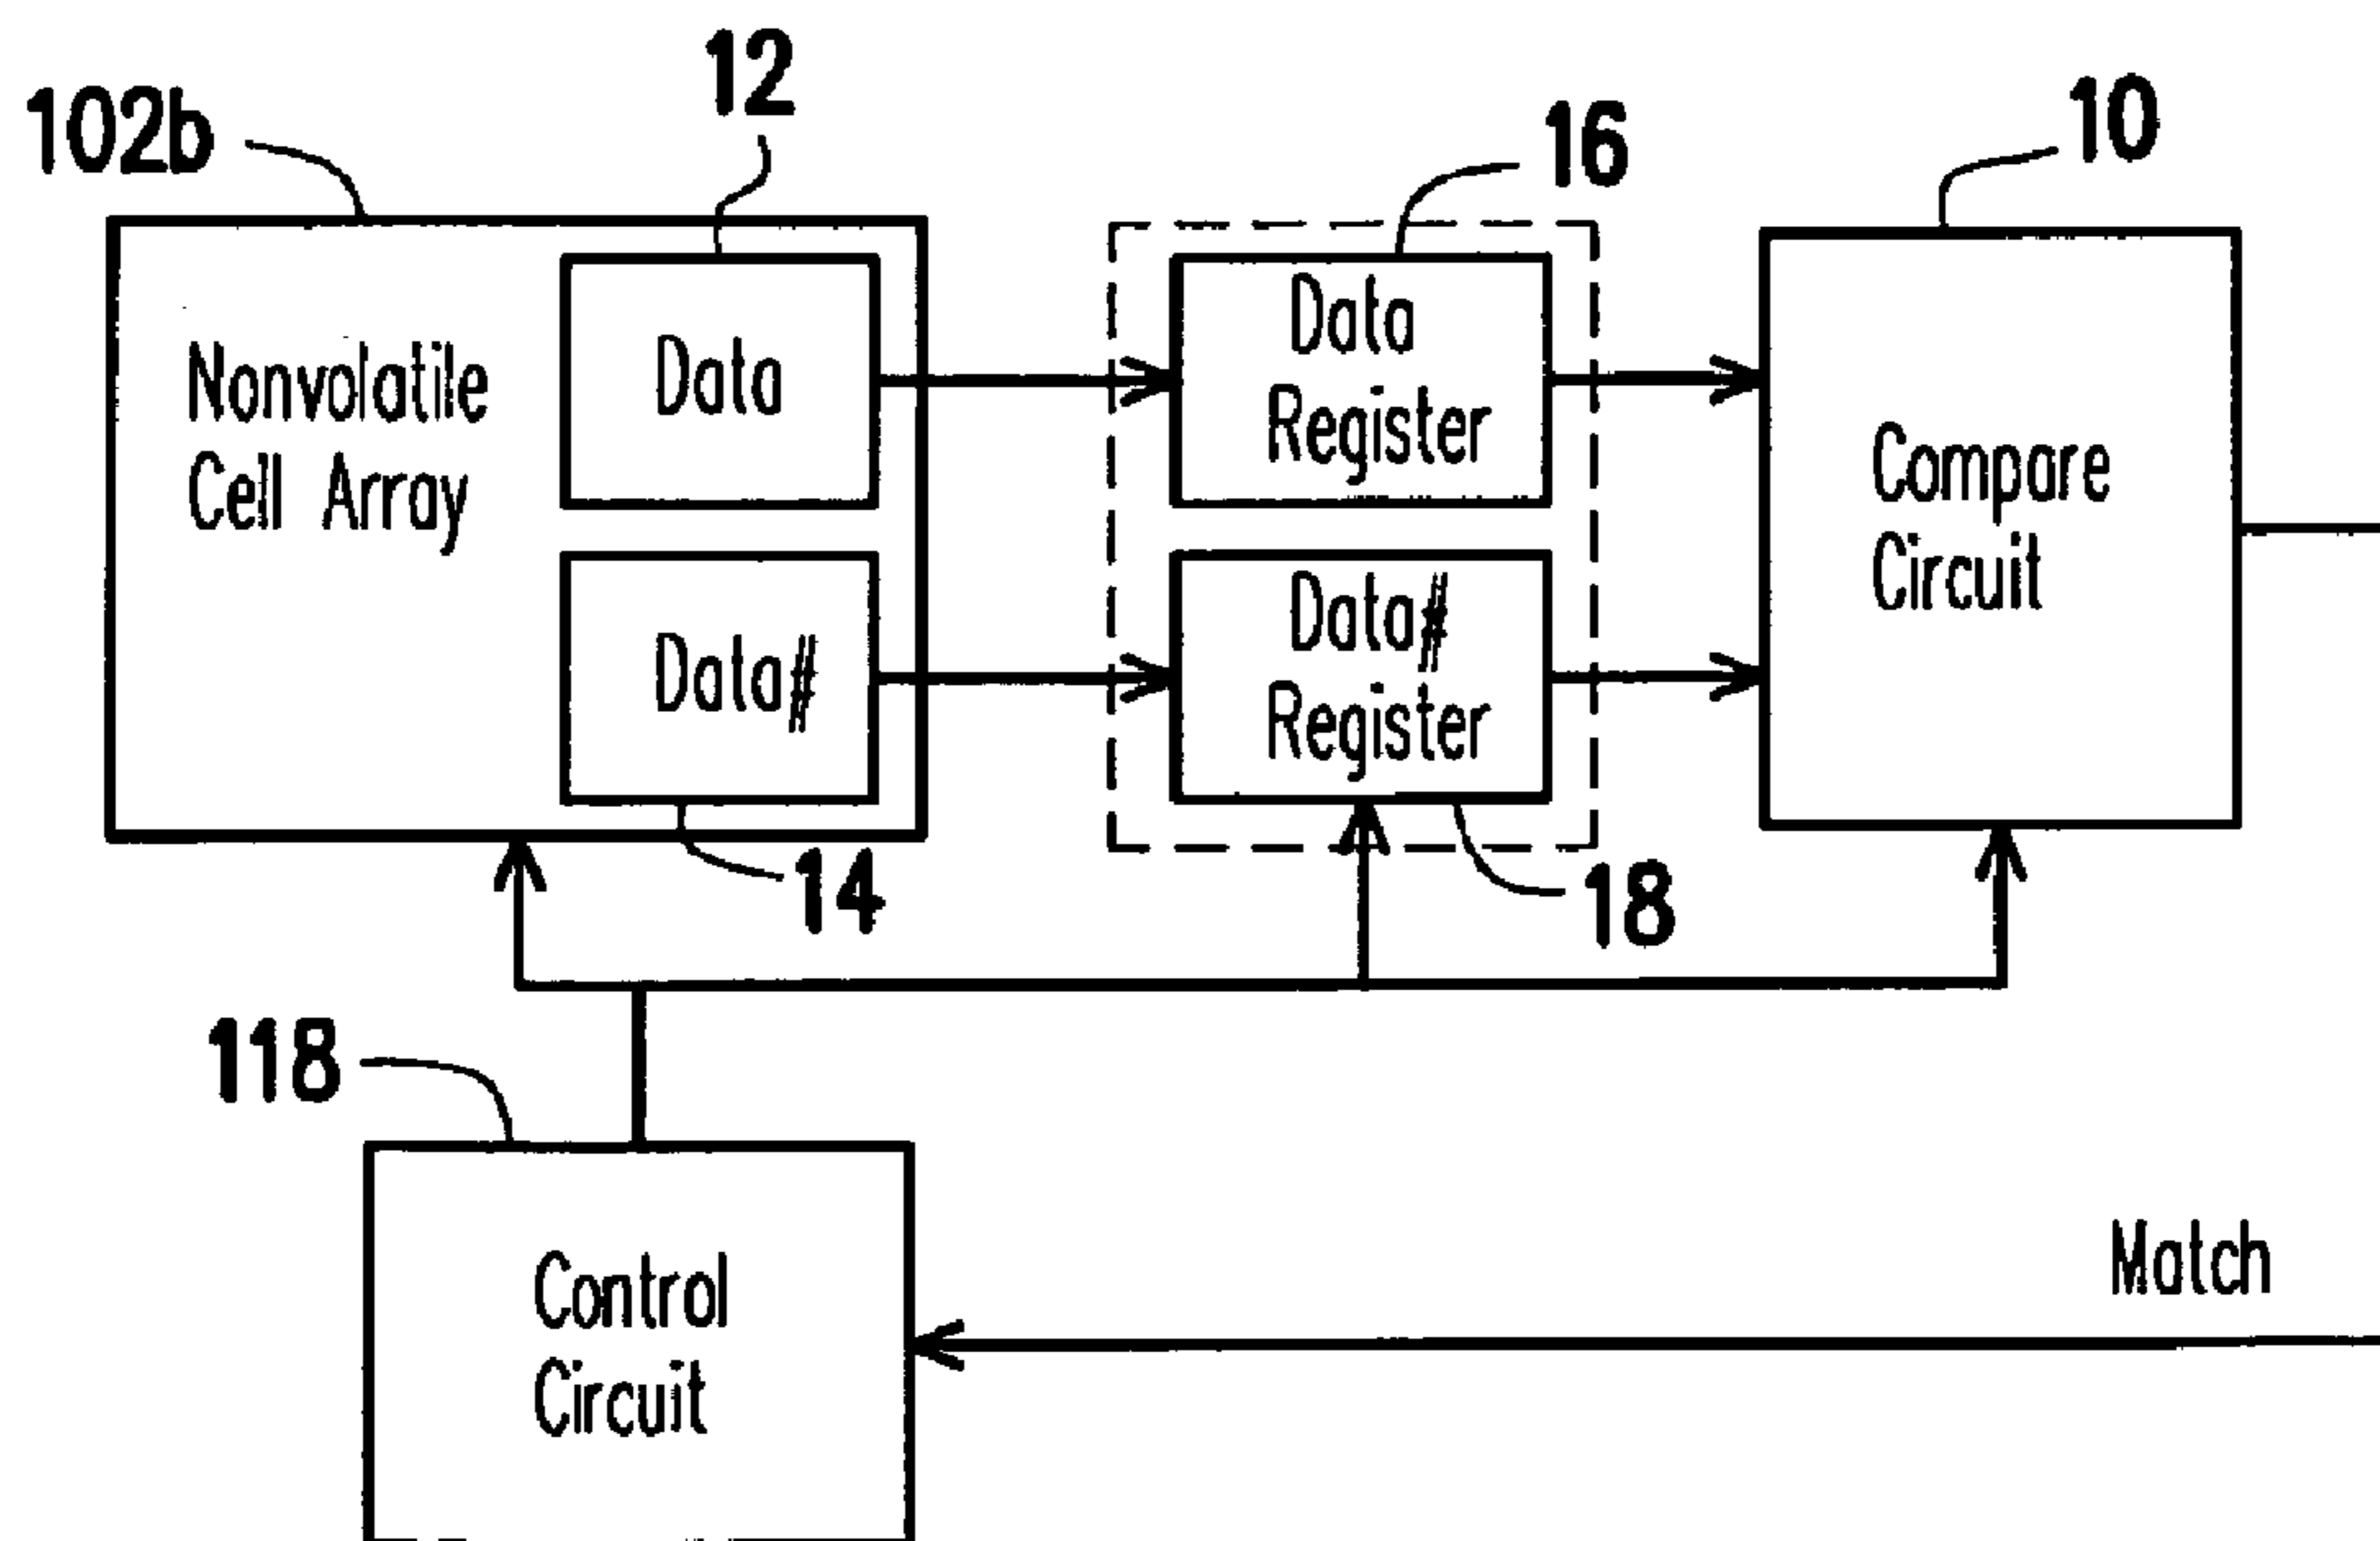 12
102b
16
10
Nonvolatile
Cell Array
Data
Data#
Data
Register
Data#
Register
Compare
Circuit
14
18
118
Control
Circuit
Match